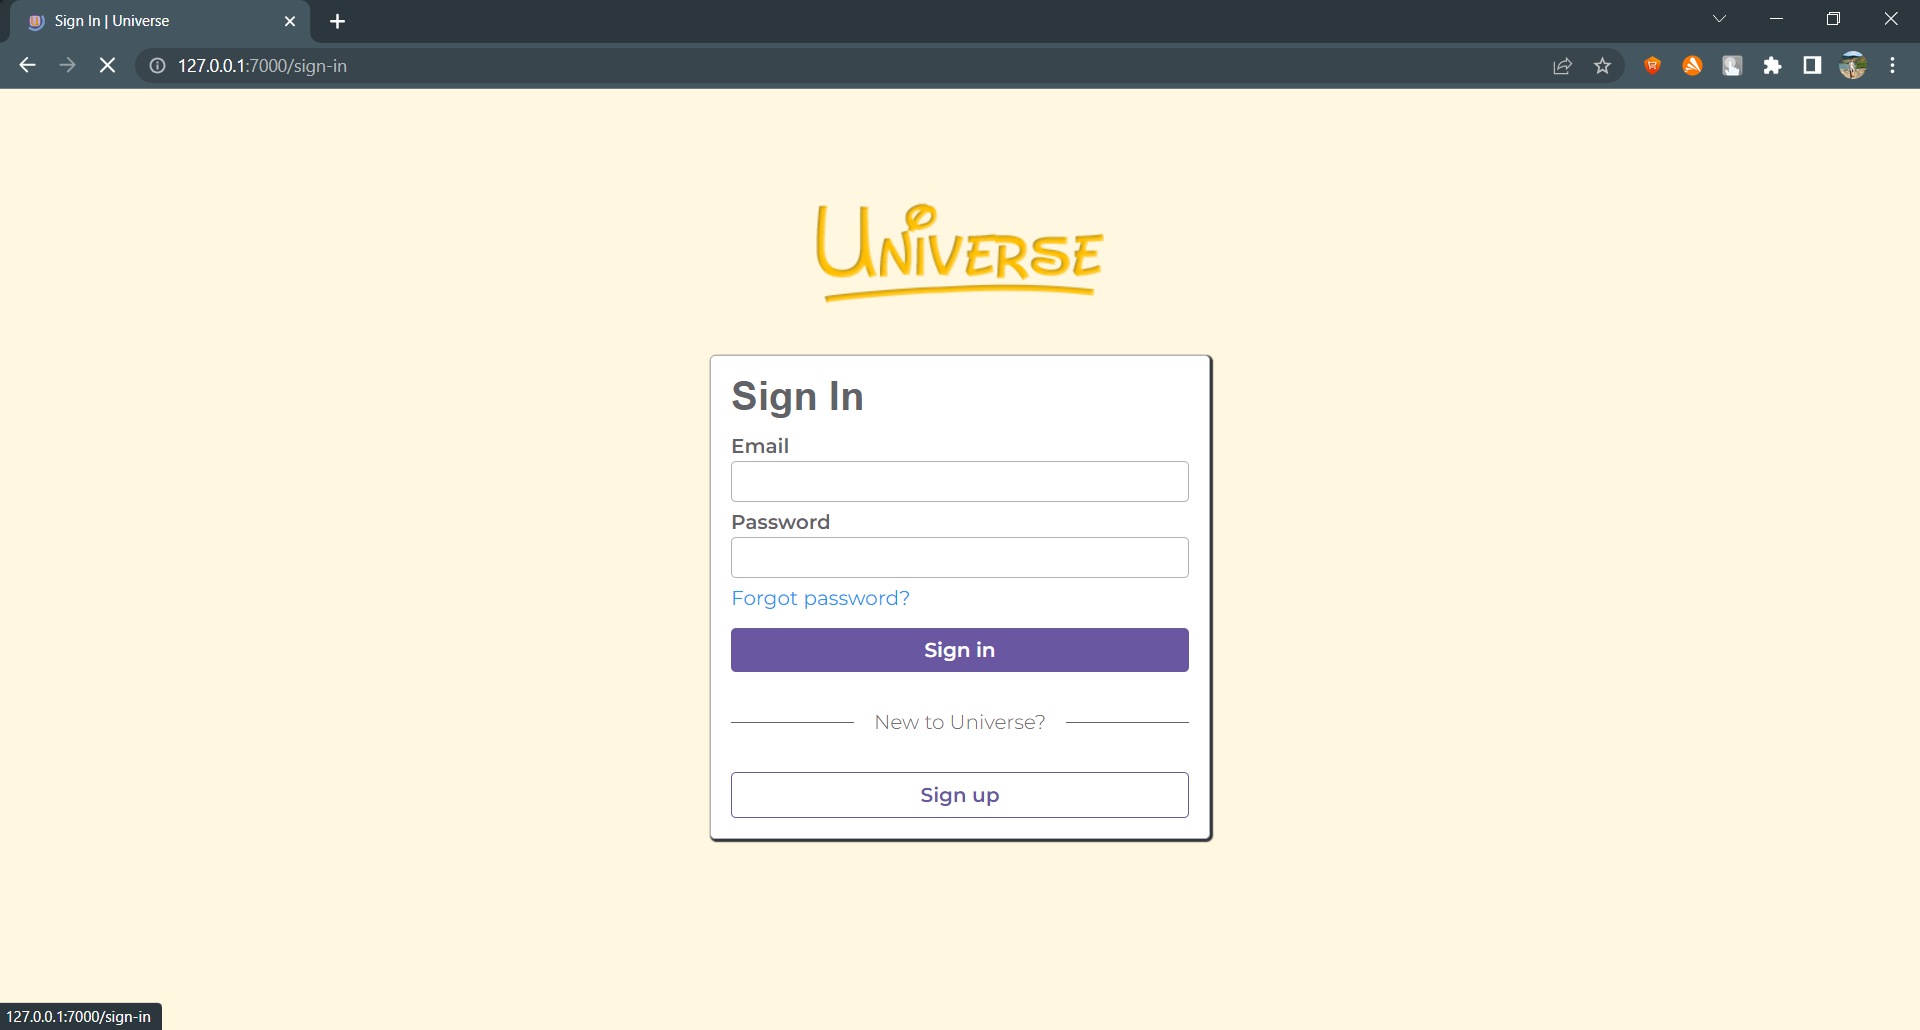 Sign In | Universe
127.0.0.1:7000/sign-in
UNIVERSE
Sign In
Email
Password
Forgot password?
Sign in
New to Universe?
Sign up
127.0.0.1:7000/sign-in